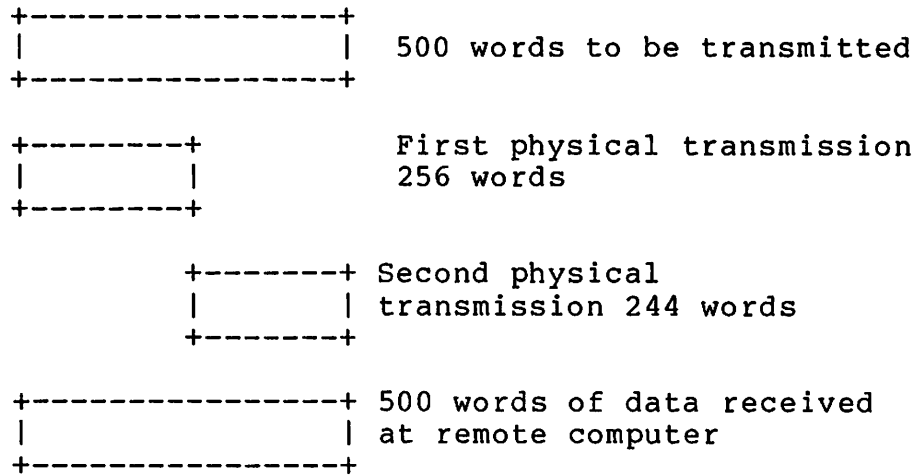 500 words to be transmitted
First physical transmission
256 words
Second physical
transmission 244 words
500 words of data received
at remote computer